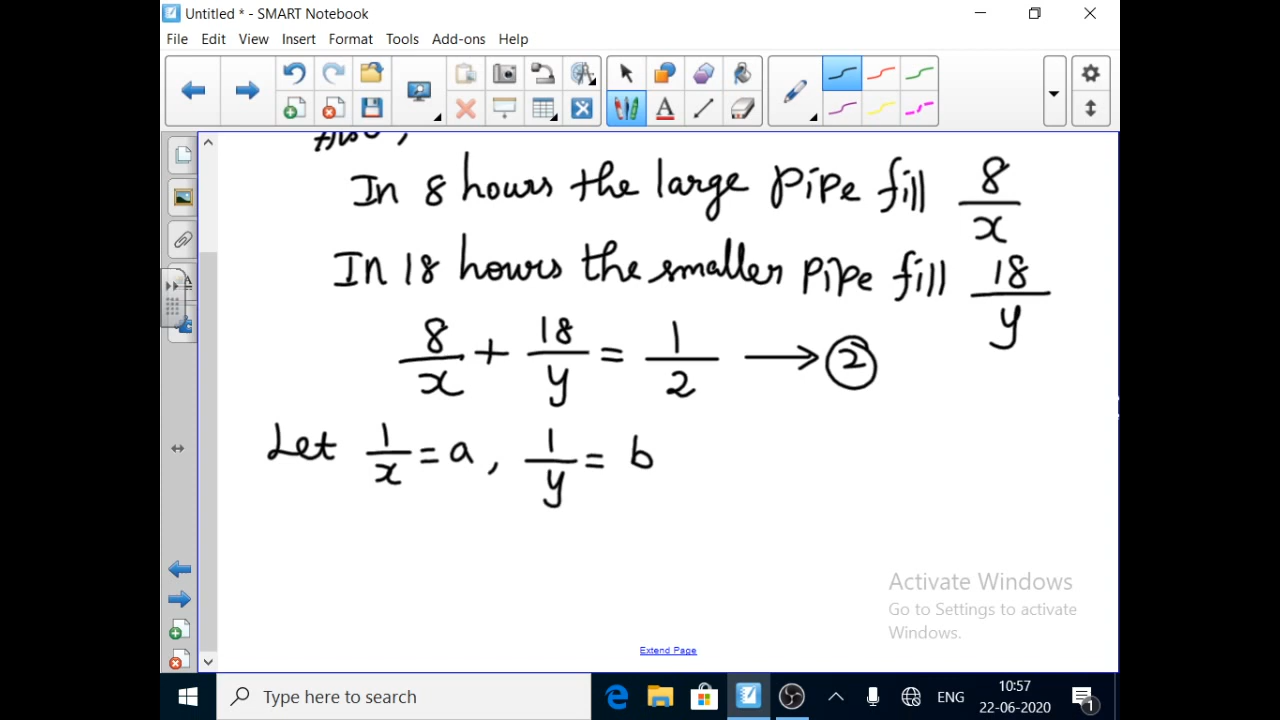 Untitled * - SMART Notebook
File Edit View Insert Format Tools Add-ons Help
In 8 hours the large pipe fill 8/x
In 18 hours the smaller pipe fill 18/y
8/x + 18/y = 1/2 → ②
Let 1/x = a, 1/y = b
Activate Windows
Go to Settings to activate
Windows.
Extend Page
Type here to search
ENG
10:57
22-06-2020
1